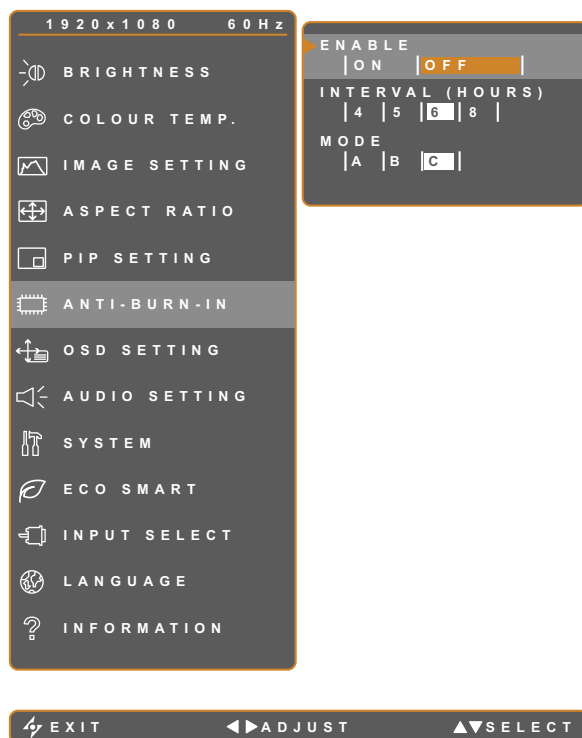 1920x1080 60Hz
BRIGHTNESS
COLOUR TEMP.
IMAGE SETTING
ASPECT RATIO
PIP SETTING
ANTI-BURN-IN
OSD SETTING
AUDIO SETTING
SYSTEM
ECO SMART
INPUT SELECT
LANGUAGE
INFORMATION
ENABLE
ON OFF
INTERVAL (HOURS)
4 5 6 8
MODE
A B C
EXIT ADJUST SELECT